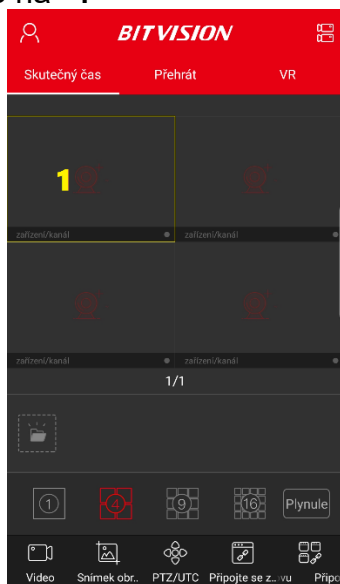 BITVISION
Skutečný čas Přehrát VR
1
zařízení/kanál zařízení/kanál
zařízení/kanál zařízení/kanál
1/1
1 4 9 16 Plynule
Video Snímek obr.. PTZ/UTC Připojte se z.. vu Připo